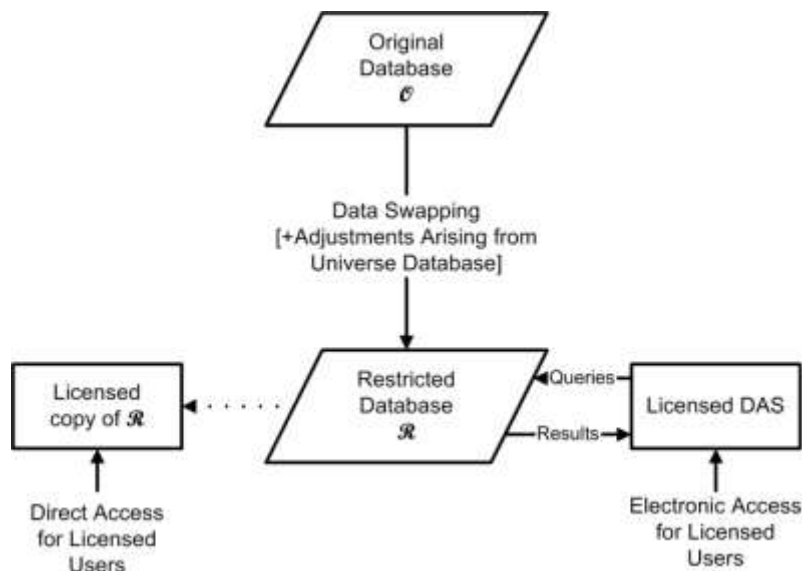 Original
Database
𝒪
Data Swapping
[+Adjustments Arising from
Universe Database]
Licensed
copy of ℛ
Restricted
Database
ℛ
Queries
Results
Licensed DAS
Direct Access
for Licensed
Users
Electronic Access
for Licensed
Users